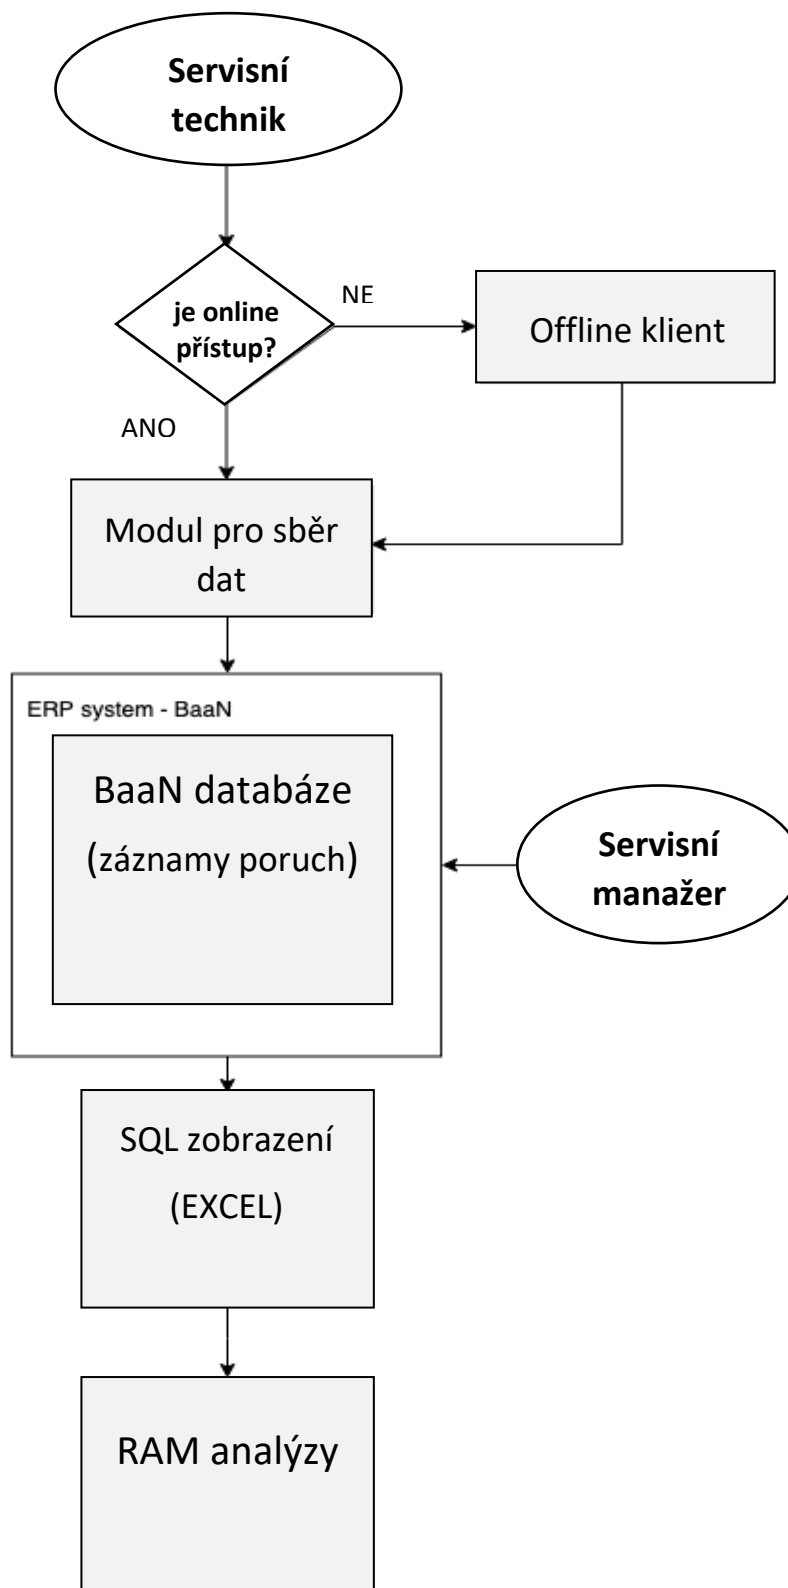 Servisní
technik
je online
přístup?
NE
Offline klient
ANO
Modul pro sběr
dat
ERP system - BaaN
BaaN databáze
(záznamy poruch)
Servisní
manažer
SQL zobrazení
(EXCEL)
RAM analýzy